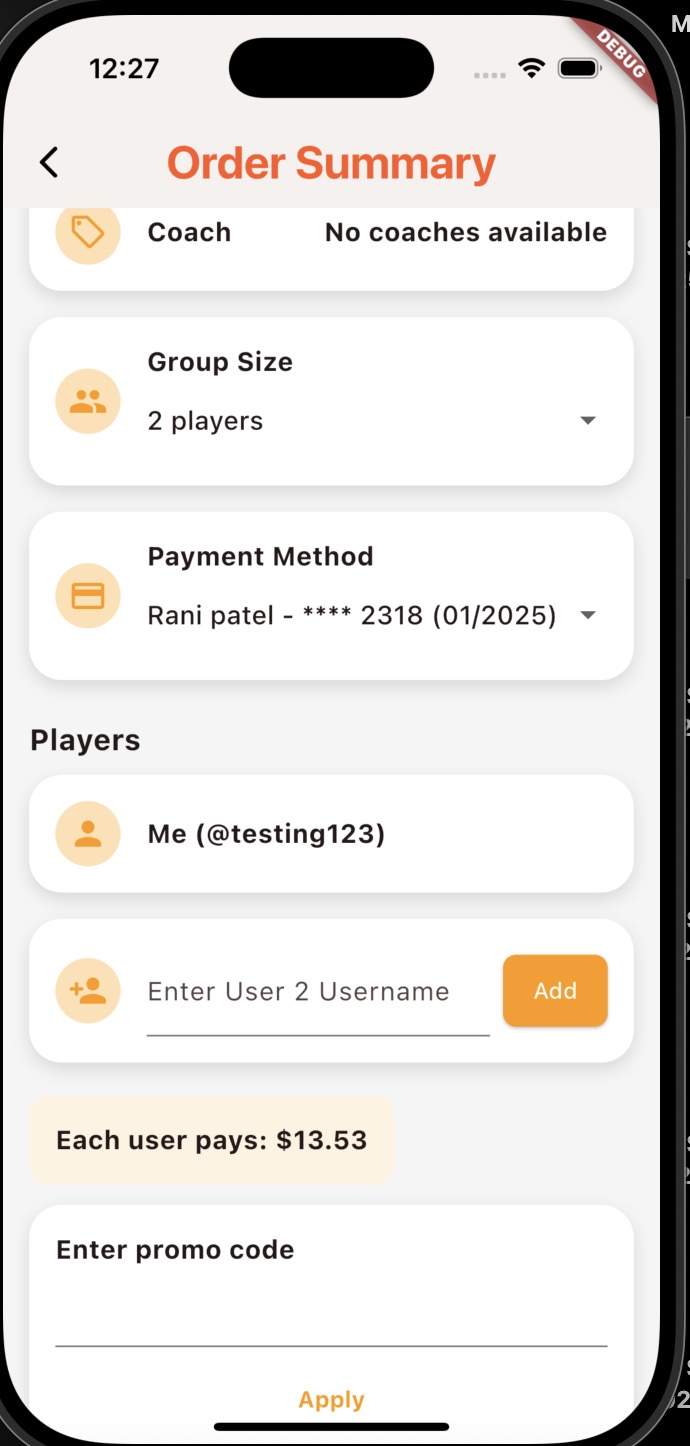 12:27
DEBUG
Order Summary
Coach No coaches available
Group Size
2 players
Payment Method
Rani patel - **** 2318 (01/2025)
Players
Me (@testing123)
Enter User 2 Username Add
Each user pays: $13.53
Enter promo code
Apply